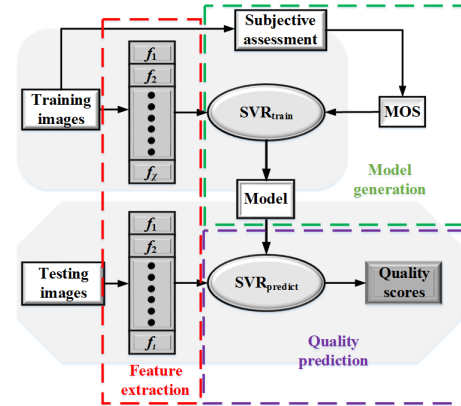 Subjective
assessment
f1
f2
Training
images
fχ
SVRtrain
MOS
Model
generation
Model
f1
f2
Testing
images
ft
SVRpredict
Quality
scores
Feature
extraction
Quality
prediction